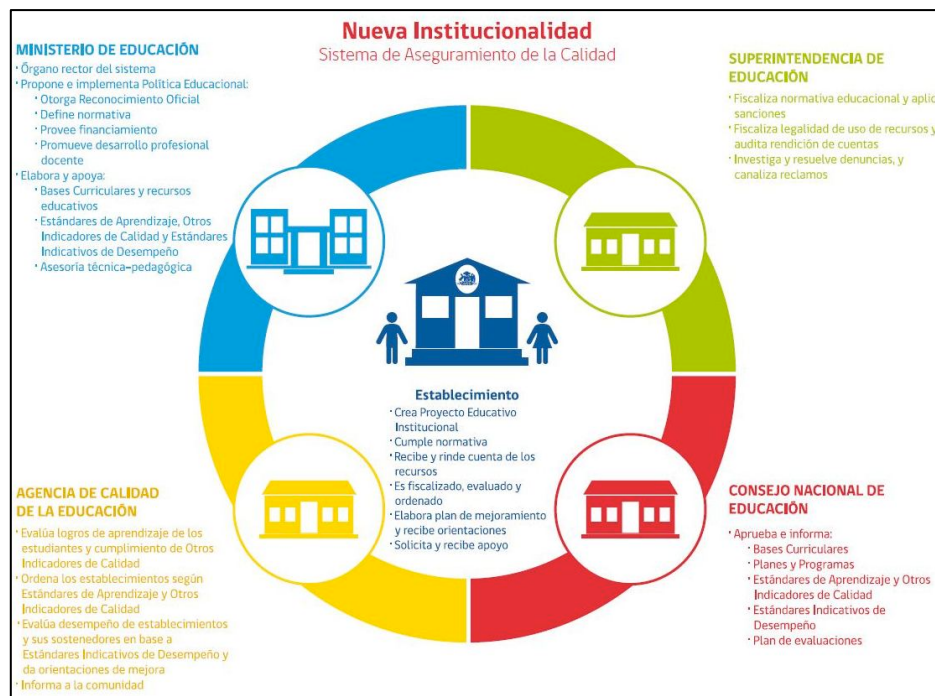 Nueva Institucionalidad
Sistema de Aseguramiento de la Calidad
MINISTERIO DE EDUCACIÓN
· Órgano rector del sistema
· Propone e implementa Política Educacional:
· Otorga Reconocimiento Oficial
· Define normativa
· Provee financiamiento
· Promueve desarrollo profesional
docente
· Elabora y apoya:
· Bases Curriculares y recursos
educativos
· Estándares de Aprendizaje, Otros
Indicadores de Calidad y Estándares
Indicativos de Desempeño
· Asesoría técnica-pedagógica
SUPERINTENDENCIA DE
EDUCACIÓN
· Fiscaliza normativa educacional y aplic
sanciones
· Fiscaliza legalidad de uso de recursos y
audita rendición de cuentas
· Investiga y resuelve denuncias, y
canaliza reclamos
Establecimiento
· Crea Proyecto Educativo
Institucional
· Cumple normativa
· Recibe y rinde cuenta de los
recursos
· Es fiscalizado, evaluado y
ordenado
· Elabora plan de mejoramiento
y recibe orientaciones
· Solicita y recibe apoyo
AGENCIA DE CALIDAD
DE LA EDUCACIÓN
· Evalúa logros de aprendizaje de los
estudiantes y cumplimiento de Otros
Indicadores de Calidad
· Ordena los establecimientos según
Estándares de Aprendizaje y Otros
Indicadores de Calidad
· Evalúa desempeño de establecimientos
y sus sostenedores en base a
Estándares Indicativos de Desempeño y
da orientaciones de mejora
· Informa a la comunidad
CONSEJO NACIONAL DE
EDUCACIÓN
· Aprueba e informa:
· Bases Curriculares
· Planes y Programas
· Estándares de Aprendizaje y Otros
Indicadores de Calidad
· Estándares Indicativos de
Desempeño
· Plan de evaluaciones